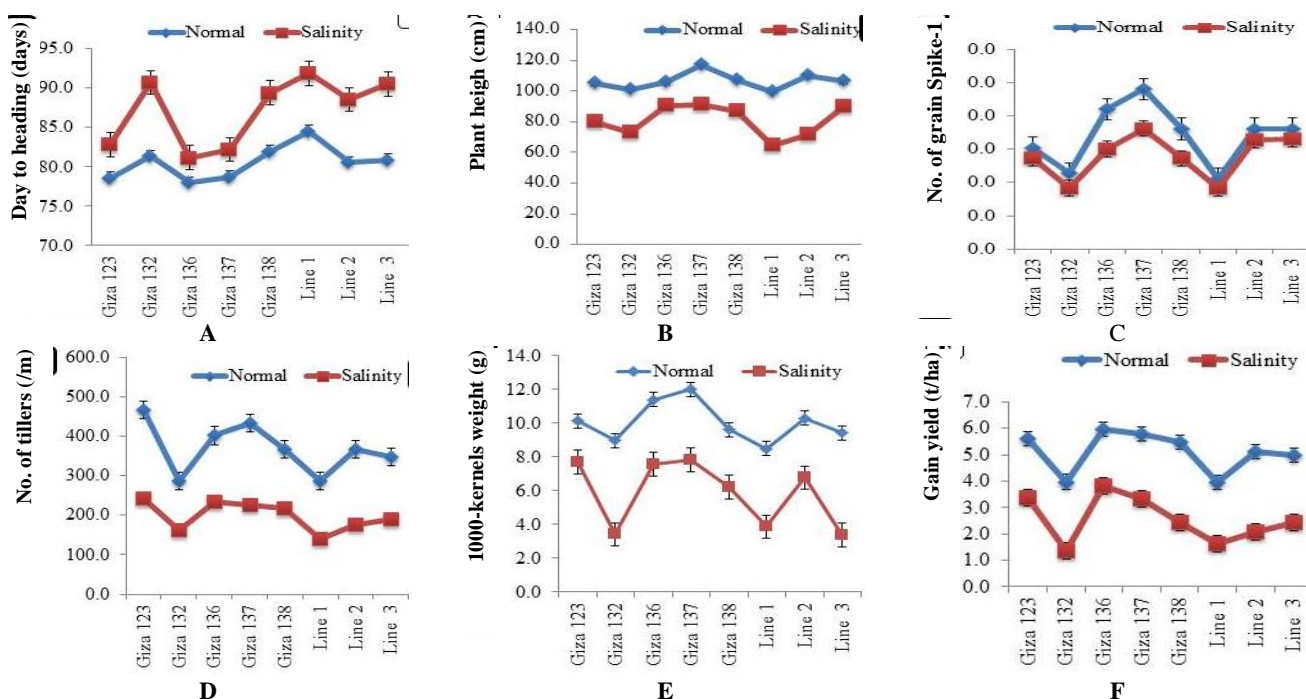 Normal Salinity
Day to heading (days)
95.0
90.0
85.0
80.0
75.0
70.0
Giza 123
Giza 132
Giza 136
Giza 137
Giza 138
Line 1
Line 2
Line 3
A
Normal Salinity
Plant heigh (cm)
140.0
120.0
100.0
80.0
60.0
40.0
20.0
0.0
Giza 123
Giza 132
Giza 136
Giza 137
Giza 138
Line 1
Line 2
Line 3
B
Normal Salinity
No. of grain Spike-1
0.0
0.0
0.0
0.0
0.0
0.0
0.0
Giza 123
Giza 132
Giza 136
Giza 137
Giza 138
Line 1
Line 2
Line 3
C
Normal Salinity
No. of tillers (/m)
600.0
500.0
400.0
300.0
200.0
100.0
0.0
Giza 123
Giza 132
Giza 136
Giza 137
Giza 138
Line 1
Line 2
Line 3
D
Normal Salinity
1000-kernels weight (g)
14.0
12.0
10.0
8.0
6.0
4.0
2.0
0.0
Giza 123
Giza 132
Giza 136
Giza 137
Giza 138
Line 1
Line 2
Line 3
E
Normal Salinity
Gain yield (t/ha)
7.0
6.0
5.0
4.0
3.0
2.0
1.0
0.0
Giza 123
Giza 132
Giza 136
Giza 137
Giza 138
Line 1
Line 2
Line 3
F